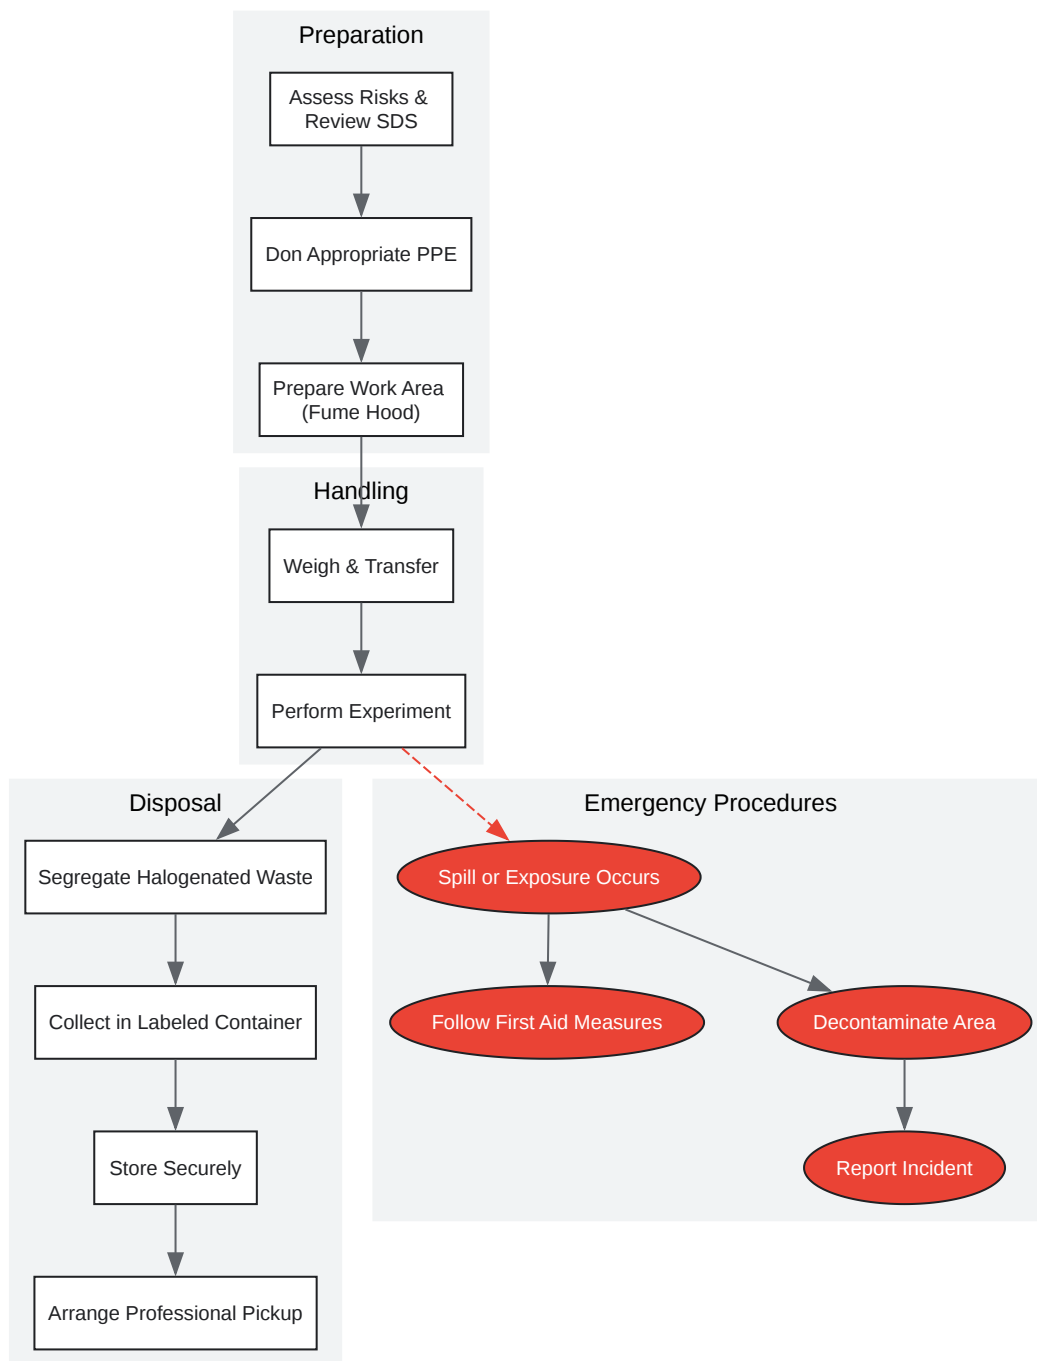 Preparation
Assess Risks &
Review SDS
Don Appropriate PPE
Prepare Work Area
(Fume Hood)
Handling
Weigh & Transfer
Perform Experiment
Disposal
Segregate Halogenated Waste
Collect in Labeled Container
Store Securely
Arrange Professional Pickup
Emergency Procedures
Spill or Exposure Occurs
Follow First Aid Measures
Decontaminate Area
Report Incident